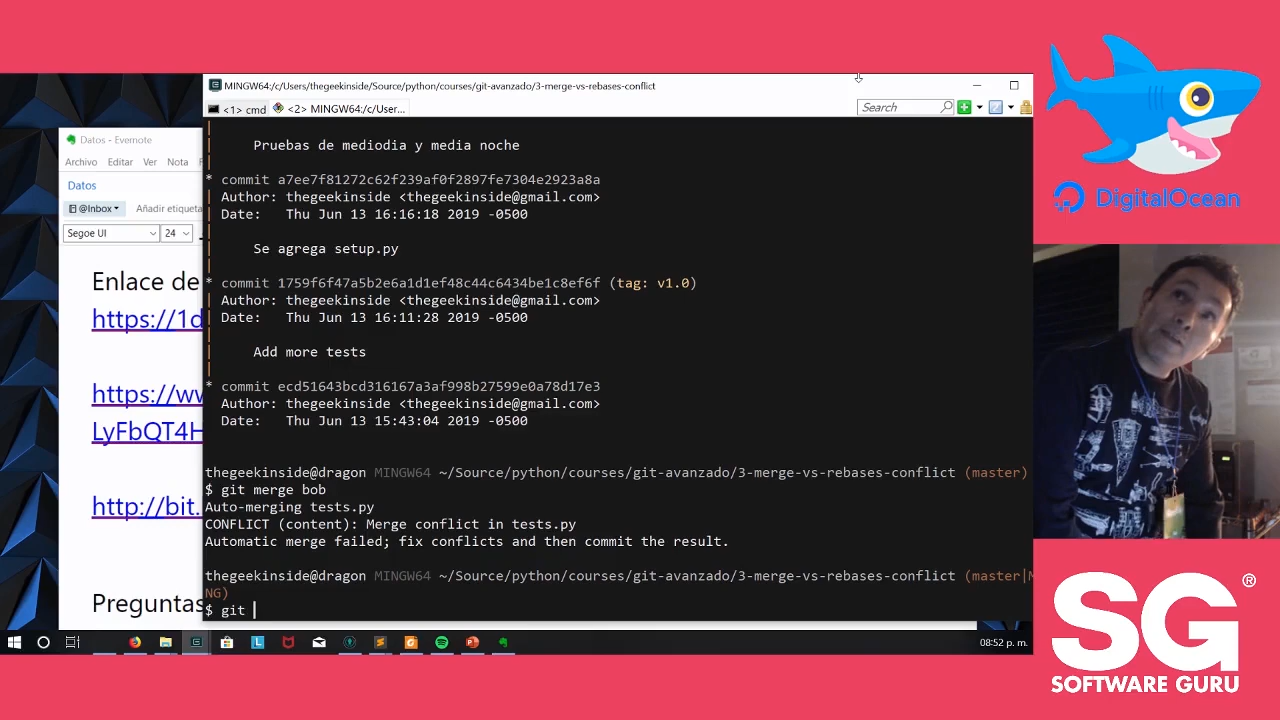 MINGW64:/c/Users/thegeekinside/Source/python/courses/git-avanzado/3-merge-vs-rebases-conflict
<1> cmd
<2> MINGW64:/c/User...
Search
Pruebas de mediodia y media noche
* commit a7ee7f81272c62f239af0f2897fe7304e2923a8a
Author: thegeekinside <thegeekinside@gmail.com>
Date: Thu Jun 13 16:16:18 2019 -0500
Se agrega setup.py
* commit 1759f6f47a5b2e6a1d1ef48c44c6434be1c8ef6f (tag: v1.0)
Author: thegeekinside <thegeekinside@gmail.com>
Date: Thu Jun 13 16:11:28 2019 -0500
Add more tests
* commit ecd51643bcd316167a3af998b27599e0a78d17e3
Author: thegeekinside <thegeekinside@gmail.com>
Date: Thu Jun 13 15:43:04 2019 -0500
thegeekinside@dragon MINGW64 ~/Source/python/courses/git-avanzado/3-merge-vs-rebases-conflict (master)
$ git merge bob
Auto-merging tests.py
CONFLICT (content): Merge conflict in tests.py
Automatic merge failed; fix conflicts and then commit the result.
thegeekinside@dragon MINGW64 ~/Source/python/courses/git-avanzado/3-merge-vs-rebases-conflict (master|M
NG)
$ git
Datos - Evernote
Archivo Editar Ver Nota
Datos
@Inbox
Añadir etiqueta
Segoe UI
24
Enlace de
https://1d
https://ww
LyFbQT4H
http://bit.
Preguntas
08:52 p. m.
DigitalOcean
SG®
SOFTWARE GURU